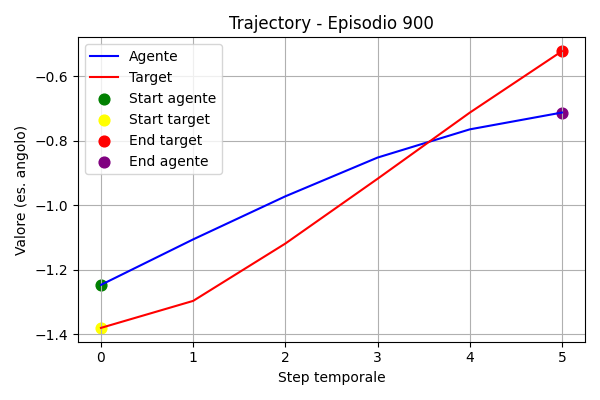 Trajectory - Episodio 900
Agente
Target
Start agente
Start target
End target
End agente
Valore (es. angolo)
−0.6
−0.8
−1.0
−1.2
−1.4
0 1 2 3 4 5
Step temporale